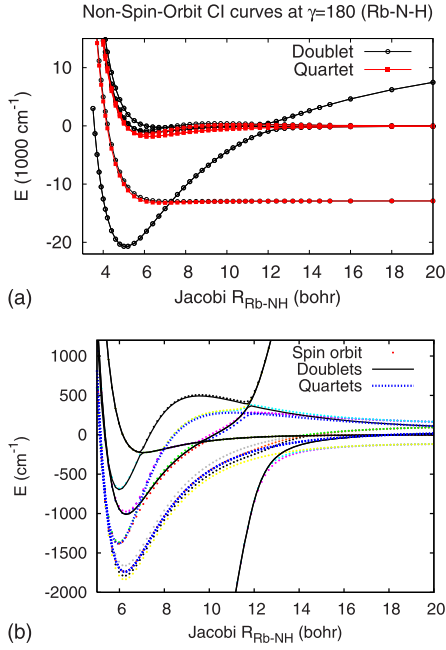 Non-Spin-Orbit CI curves at γ=180 (Rb-N-H)
Doublet
Quartet
E (1000 cm⁻¹)
10
0
-10
-20
4 6 8 10 12 14 16 18 20
(a)
Jacobi R_Rb-NH (bohr)
Spin orbit
Doublets
Quartets
E (cm⁻¹)
1000
500
0
-500
-1000
-1500
-2000
6 8 10 12 14 16 18 20
(b)
Jacobi R_Rb-NH (bohr)